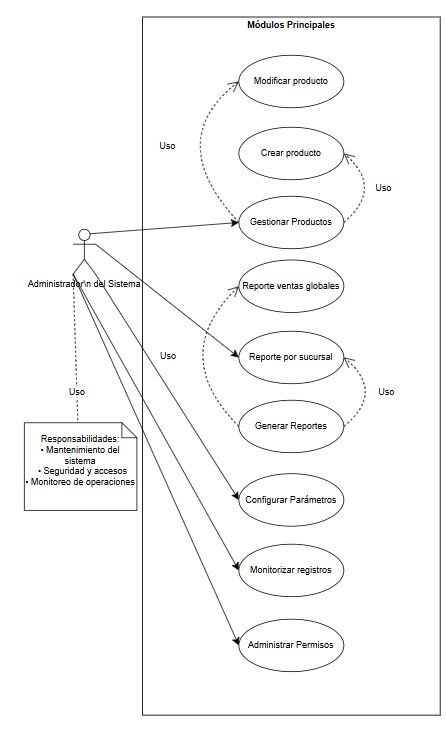 Módulos Principales
Modificar producto
Uso
Crear producto
Uso
Gestionar Productos
Administrador\n del Sistema
Reporte ventas globales
Uso
Reporte por sucursal
Uso
Uso
Generar Reportes
Responsabilidades:
• Mantenimiento del
sistema
• Seguridad y accesos
• Monitoreo de operaciones
Configurar Parámetros
Monitorizar registros
Administrar Permisos